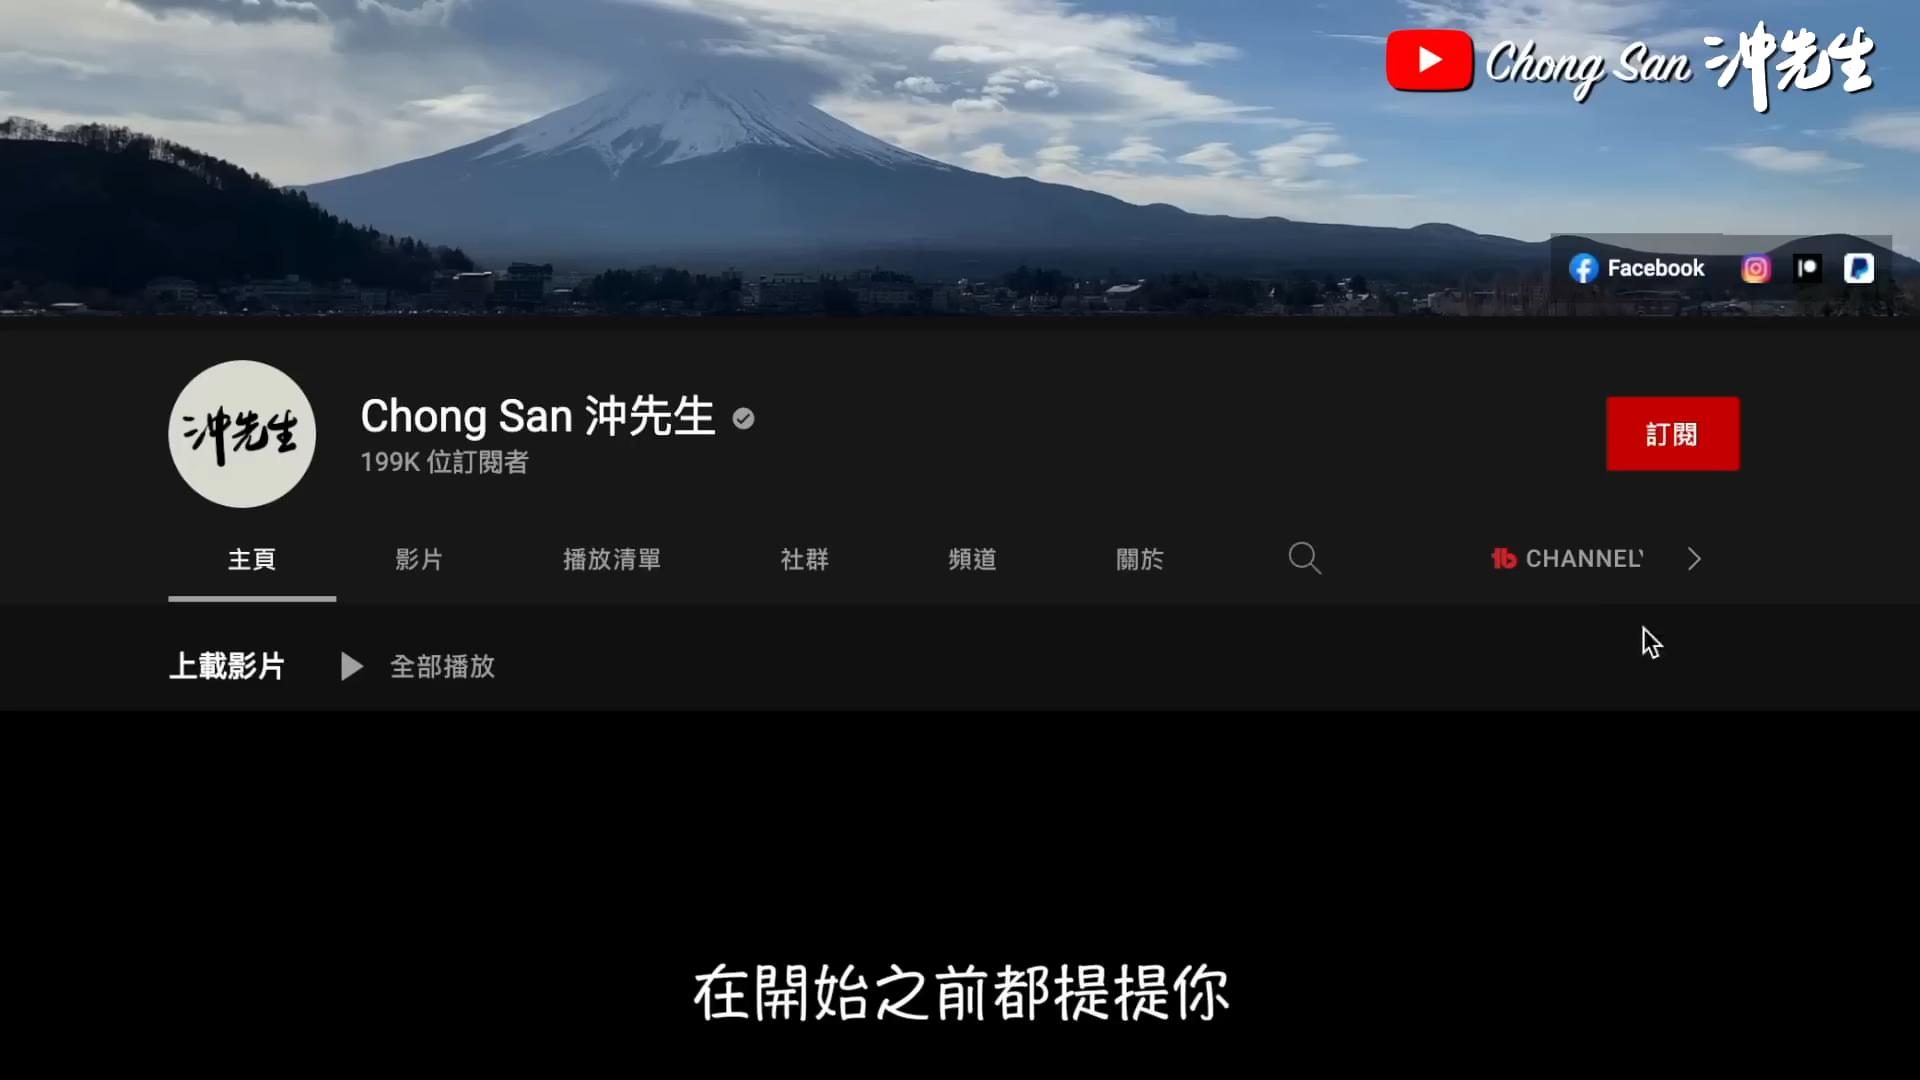 Chong San 沖先生
Facebook
沖先生
Chong San 沖先生
199K 位訂閱者
訂閱
主頁 影片 播放清單 社群 頻道 關於 CHANNELY
上載影片 全部播放
在開始之前都提提你